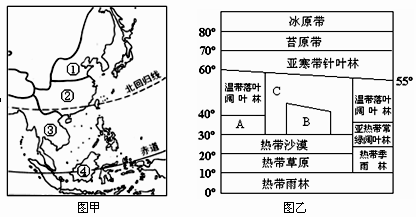 ①
②
③
④
北回归线
赤道
图甲
80°
70°
60°
40°
30°
20°
10°
0°
55°
冰原带
苔原带
亚寒带针叶林
温带落叶
阔叶林
C
温带落叶
阔叶林
A
B
亚热带常
绿阔叶林
热带沙漠
热带草原
热带季
雨林
热带雨林
图乙